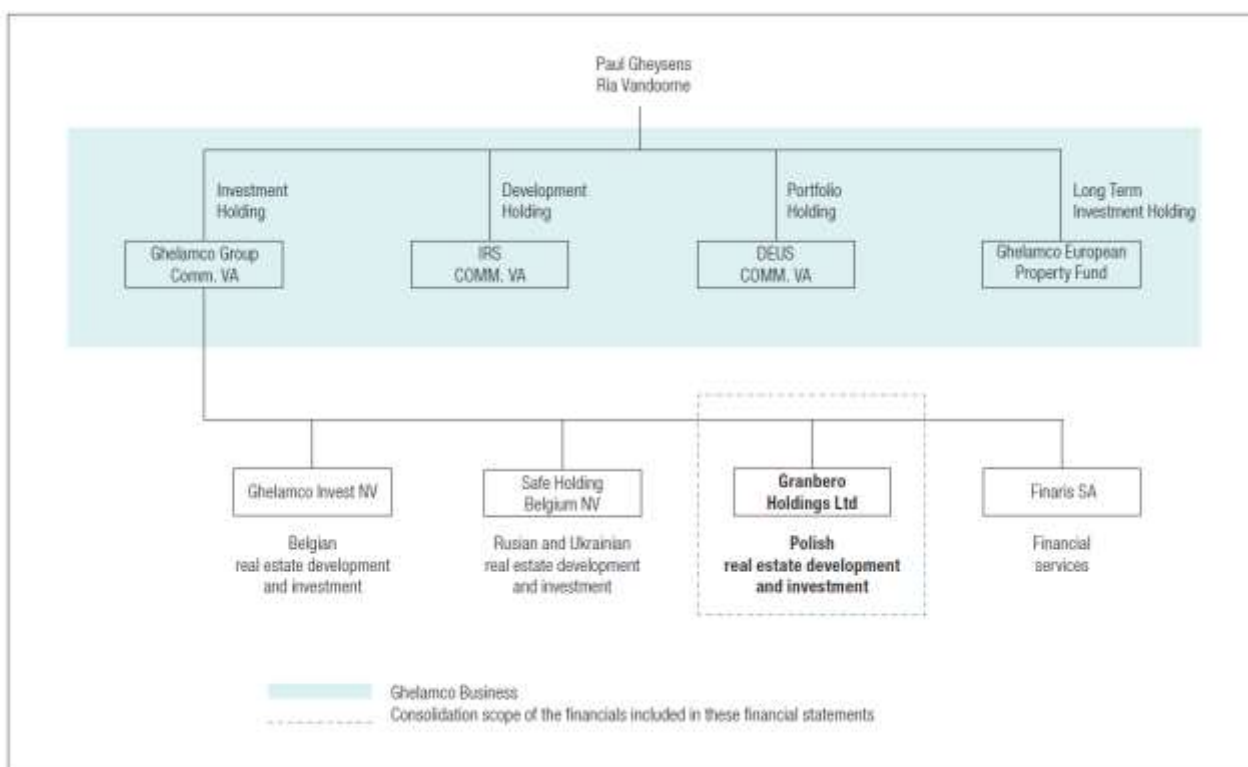 Paul Gheysens
Ria Vandoorne
Investment
Holding
Development
Holding
Portfolio
Holding
Long Term
Investment Holding
Ghelamco Group
Comm. VA
IRS
COMM. VA
DEUS
COMM. VA
Ghelamco European
Property Fund
Ghelamco Invest NV
Safe Holding
Belgium NV
Granbero
Holdings Ltd
Finaris SA
Belgian
real estate development
and investment
Rusian and Ukrainian
real estate development
and investment
Polish
real estate development
and investment
Financial
services
Ghelamco Business
Consolidation scope of the financials included in these financial statements